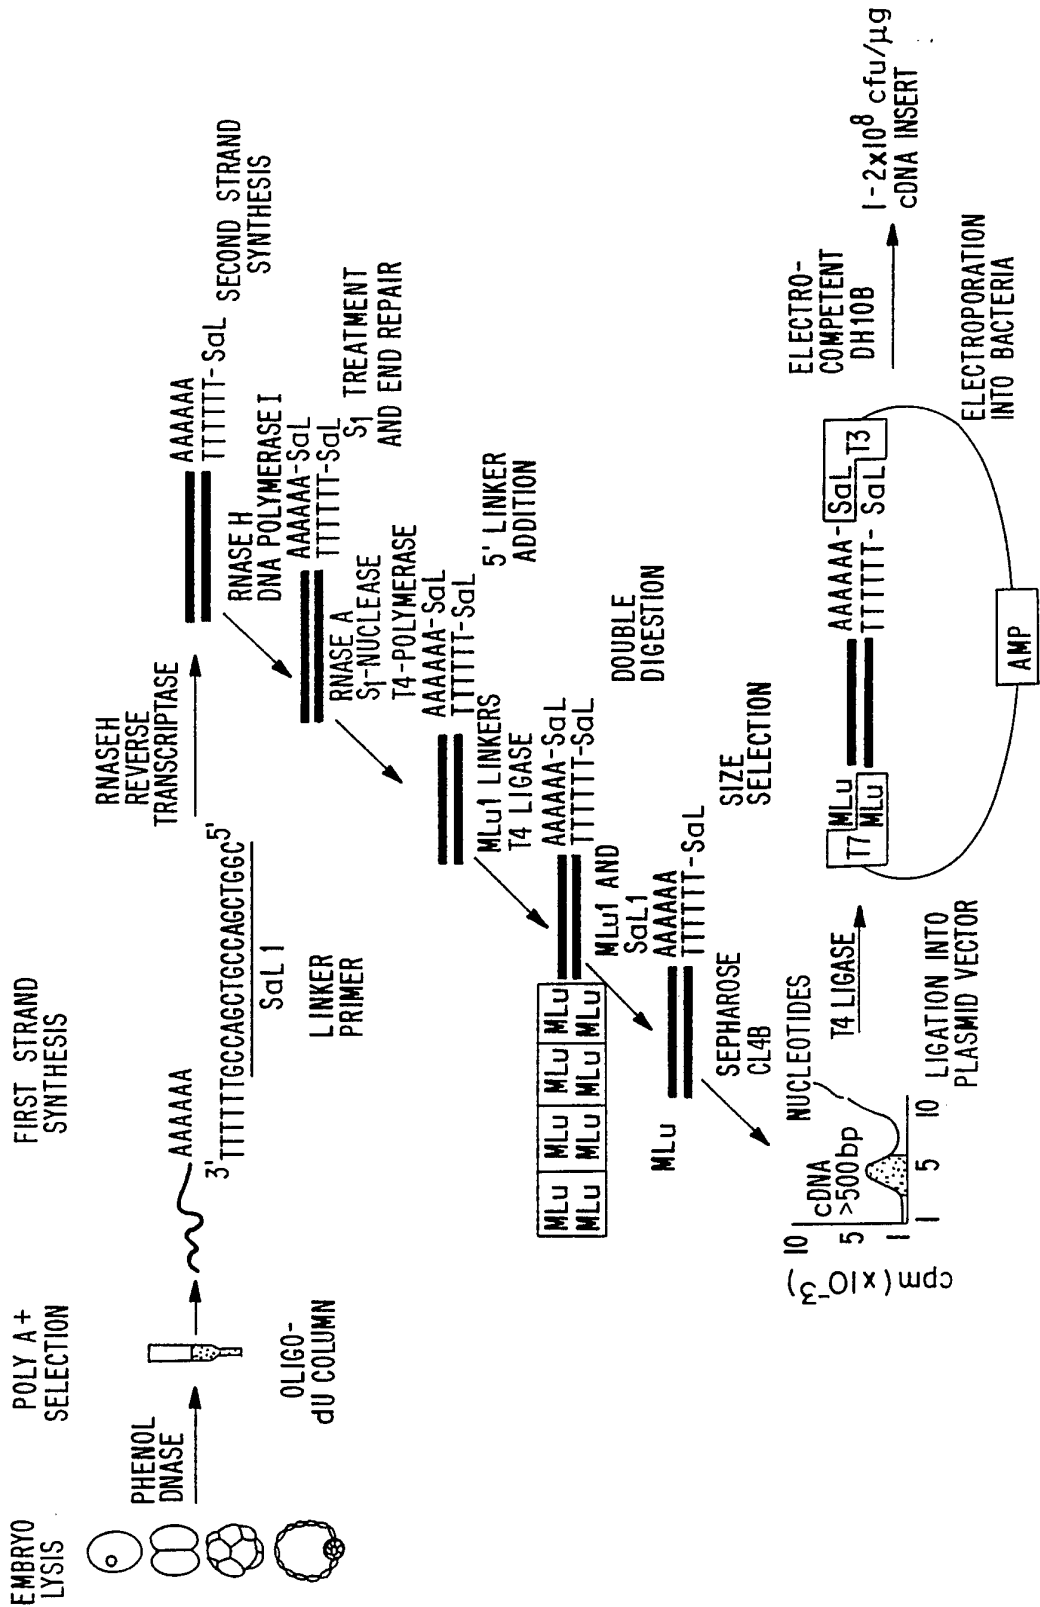 EMBRYO
LYSIS
PHENOL
DNASE
POLY A+
SELECTION
OLIGO-
dU COLUMN
FIRST STRAND
SYNTHESIS
AAAAAA
3'TTTTTTGCCAGCTGCCAGCTGGC5'
SaL1
LINKER
PRIMER
RNASEH
REVERSE
TRANSCRIPTASE
AAAAAA
TTTTTT-SaL
SECOND STRAND
SYNTHESIS
RNASE H
DNA POLYMERASE I
AAAAAA-SaL
TTTTTT-SaL
S1 TREATMENT
AND END REPAIR
RNASE A
S1-NUCLEASE
T4-POLYMERASE
AAAAAA-SaL
TTTTTT-SaL
5' LINKER
ADDITION
MLu1 LINKERS
T4 LIGASE
MLu MLu MLu MLu
MLu MLu MLu MLu
AAAAAA-SaL
TTTTTT-SaL
DOUBLE
DIGESTION
MLu1 AND
SaL1
MLu
AAAAAA
TTTTTT-SaL
SIZE
SELECTION
SEPHAROSE
CL4B
cpm (x10-3)
10
5
1
cDNA
>500bp
NUCLEOTIDES
1 5 10
T4 LIGASE
LIGATION INTO
PLASMID VECTOR
T7 MLu
MLu
AAAAAA- SaL
TTTTTT- SaL
T3
AMP
ELECTRO-
COMPETENT
DH10B
ELECTROPORATION
INTO BACTERIA
1-2x10⁸ cfu/µg
cDNA INSERT